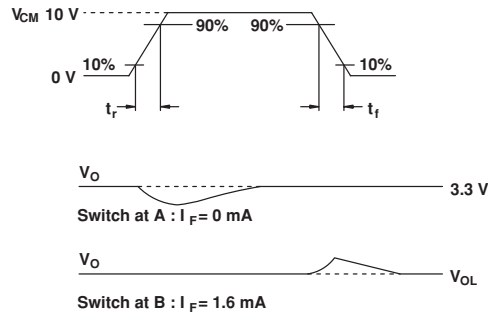 V_CM 10 V
90% 90%
10% 10%
0 V
t_r t_f
V_O
3.3 V
Switch at A : I_F = 0 mA
V_O
V_OL
Switch at B : I_F = 1.6 mA